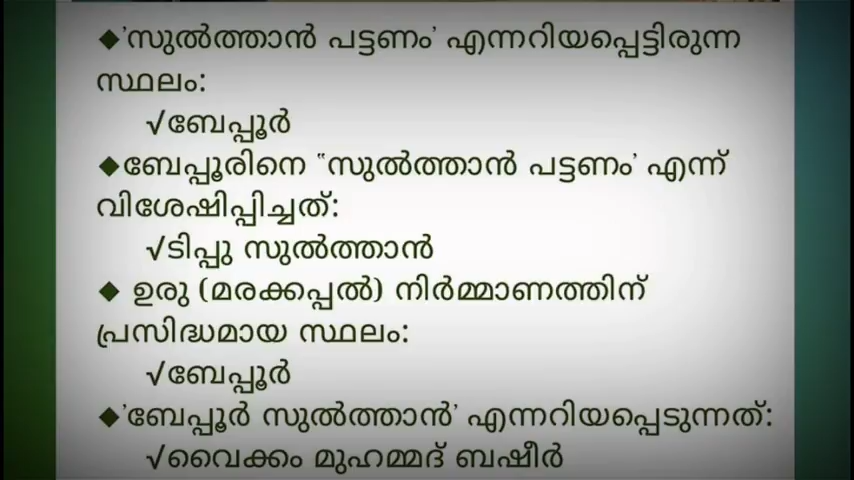 ◆'സുൽത്താൻ പട്ടണം' എന്നറിയപ്പെട്ടിരുന്ന
സ്ഥലം:
√ബേപ്പൂർ
◆ബേപ്പൂരിനെ "സുൽത്താൻ പട്ടണം' എന്ന്
വിശേഷിപ്പിച്ചത്:
√ടിപ്പു സുൽത്താൻ
◆ ഉരു (മരക്കപ്പൽ) നിർമ്മാണത്തിന്
പ്രസിദ്ധമായ സ്ഥലം:
√ബേപ്പൂർ
◆'ബേപ്പൂർ സുൽത്താൻ' എന്നറിയപ്പെടുന്നത്:
√വൈക്കം മുഹമ്മദ് ബഷീർ